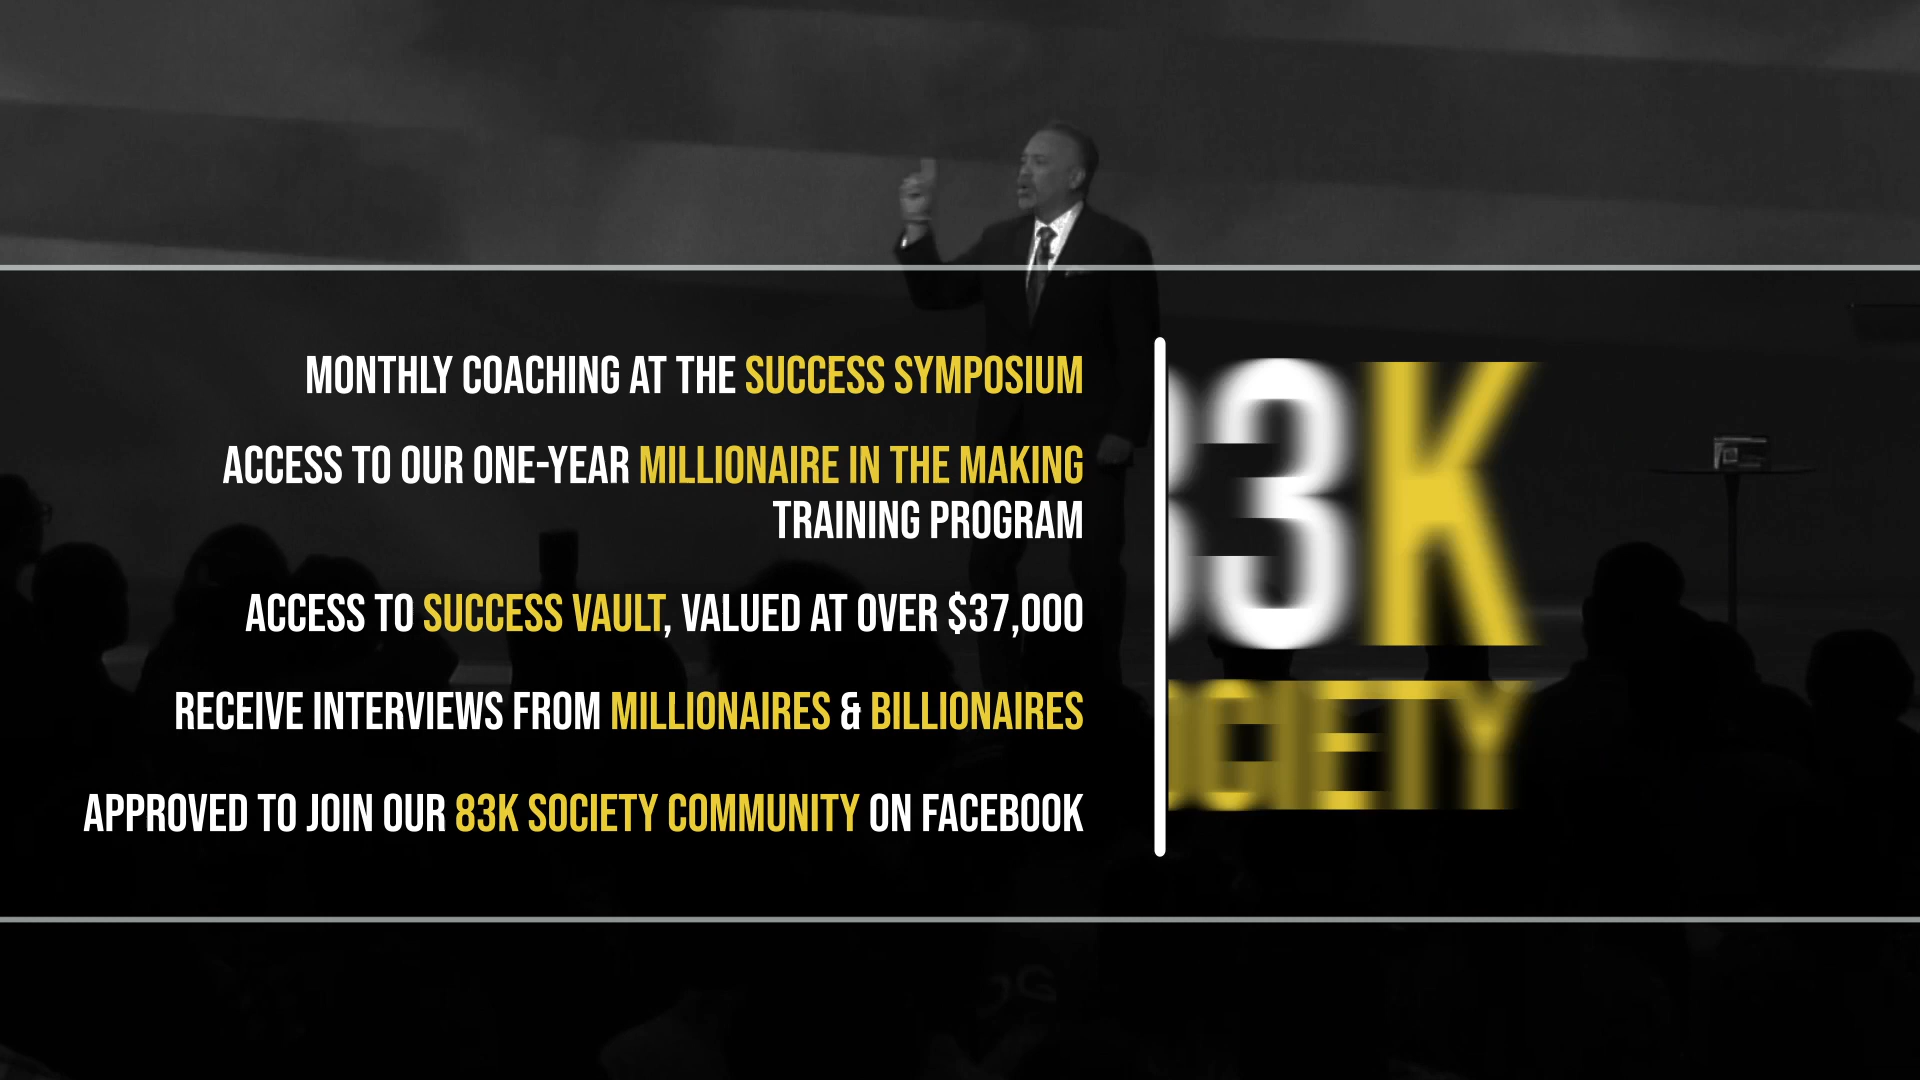 MONTHLY COACHING AT THE SUCCESS SYMPOSIUM
ACCESS TO OUR ONE-YEAR MILLIONAIRE IN THE MAKING
TRAINING PROGRAM
ACCESS TO SUCCESS VAULT, VALUED AT OVER $37,000
RECEIVE INTERVIEWS FROM MILLIONAIRES & BILLIONAIRES
APPROVED TO JOIN OUR 83K SOCIETY COMMUNITY ON FACEBOOK
83K
SOCIETY